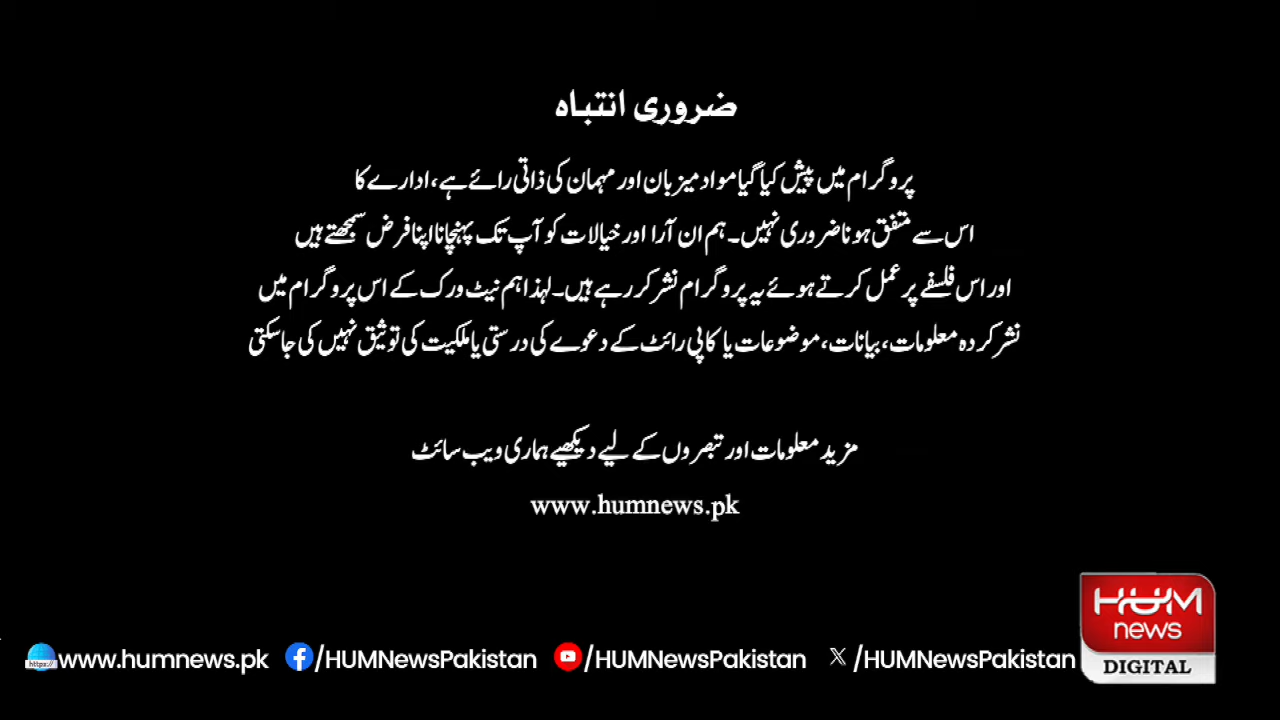 ضروری انتباہ
پروگرام میں پیش کیا گیا مواد میزبان اور مہمان کی ذاتی رائے ہے، ادارے کا
اس سے متفق ہونا ضروری نہیں۔ ہم ان آرا اور خیالات کو آپ تک پہنچانا اپنا فرض سمجھتے ہیں
اور اس فلسفے پر عمل کرتے ہوئے یہ پروگرام نشر کر رہے ہیں۔ لہذا ہم نیٹ ورک کے اس پروگرام میں
نشر کردہ معلومات، بیانات، موضوعات یا کاپی رائٹ کے دعوے کی درستی یا ملکیت کی توثیق نہیں کی جاسکتی
مزید معلومات اور تبصروں کے لیے دیکھیے ہماری ویب سائٹ
www.humnews.pk
HUM
news
DIGITAL
https:// www.humnews.pk /HUMNewsPakistan /HUMNewsPakistan X /HUMNewsPakistan